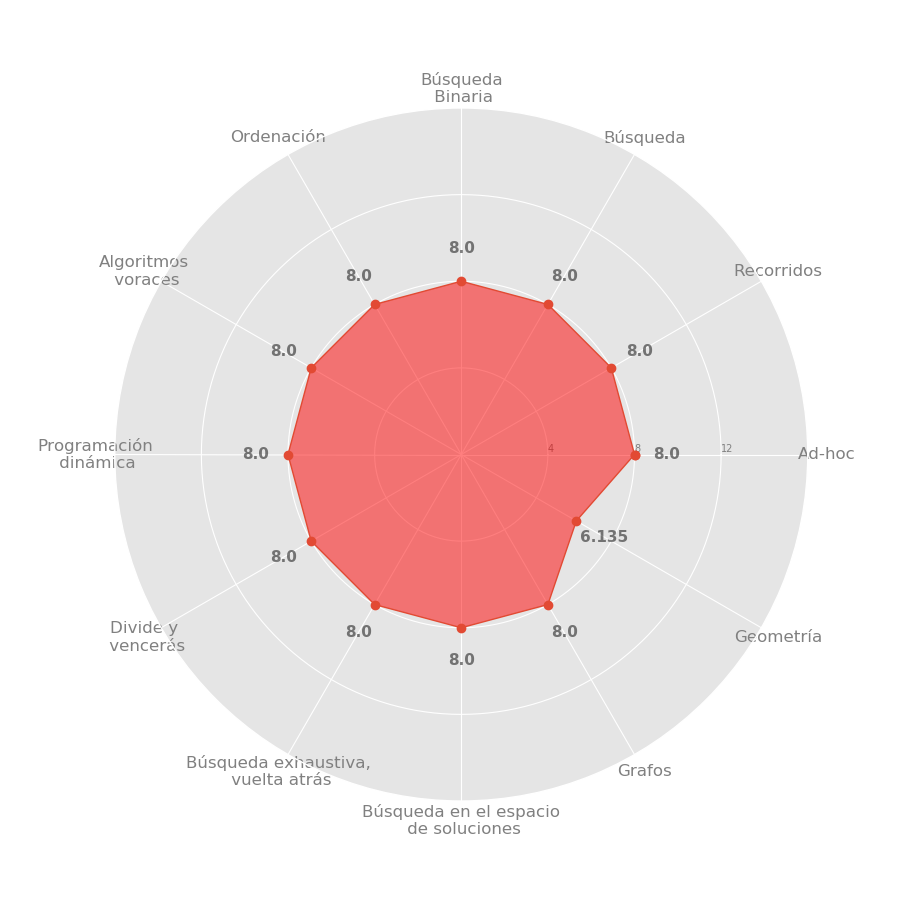 Búsqueda
Binaria
Ordenación
Búsqueda
8.0
8.0
8.0
Algoritmos
voraces
Recorridos
8.0
8.0
Programación
dinámica
8.0
4
8
8.0
12
Ad-hoc
6.135
8.0
Divide y
vencerás
8.0
8.0
8.0
Geometría
Búsqueda exhaustiva,
vuelta atrás
Grafos
Búsqueda en el espacio
de soluciones